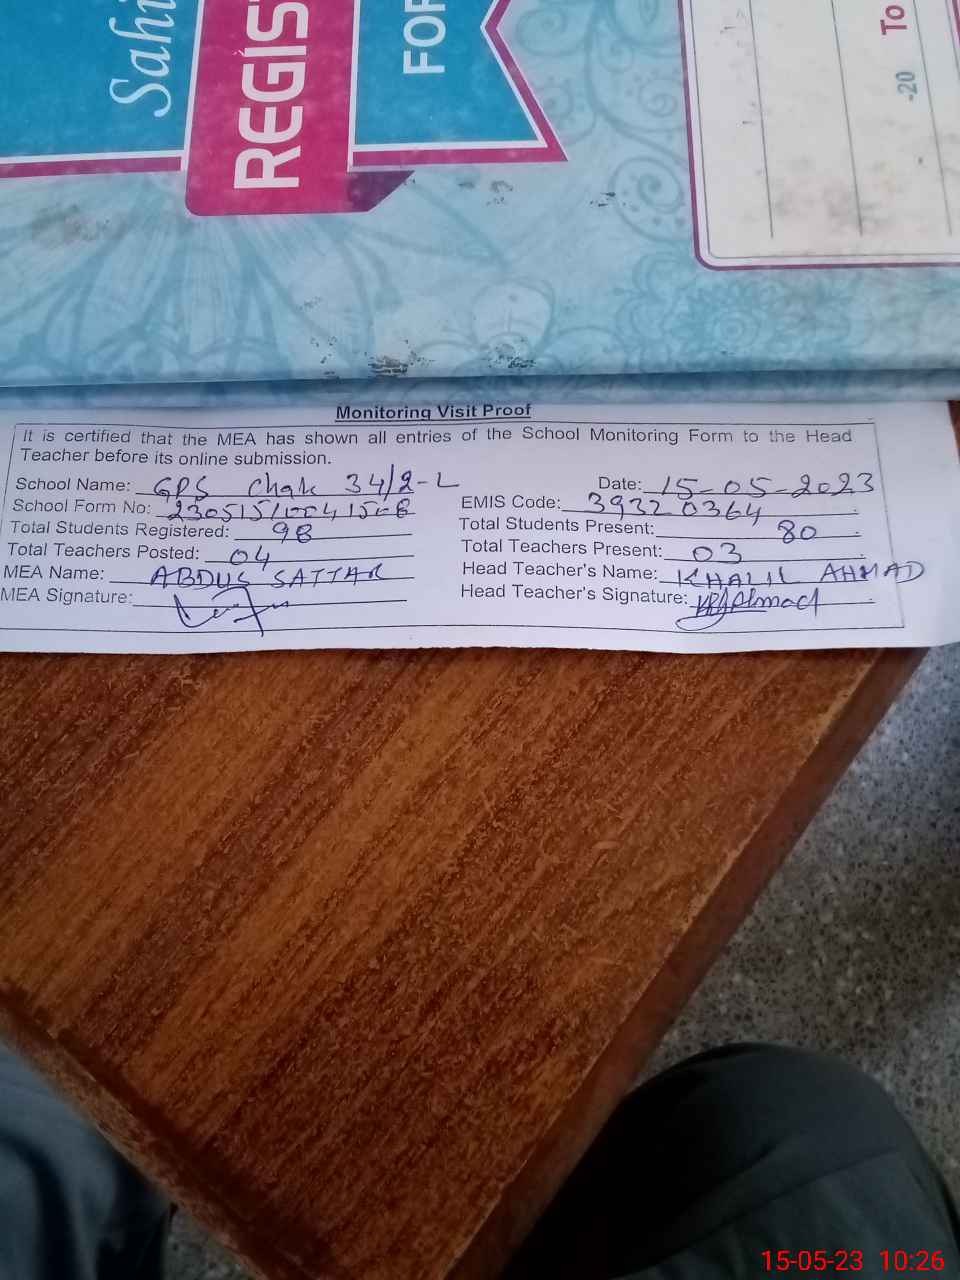 Sahi
REGIS
FOR
To
-20
Monitoring Visit Proof
It is certified that the MEA has shown all entries of the School Monitoring Form to the Head
Teacher before its online submission.
School Name: GPS Chak 34/2-L Date: 15-05-2023
School Form No: EMIS Code: 39320364
Total Students Registered: 98 Total Students Present: 80
Total Teachers Posted: 04 Total Teachers Present: 03
MEA Name: ABDUS SATTAR Head Teacher's Name: KHALIL AHMAD
MEA Signature: Head Teacher's Signature:
15-05-23 10:26